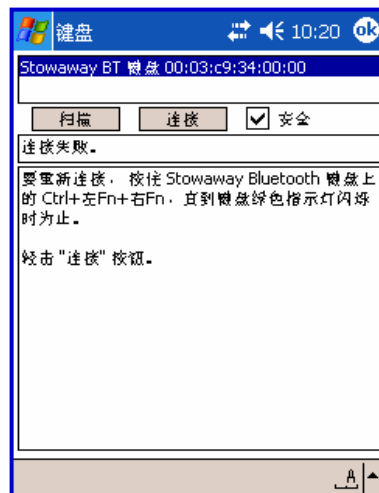 键盘 10:20 ok
Stowaway BT 键盘 00:03:c9:34:00:00
扫描 连接 安全
连接失败。
要重新连接，按住 Stowaway Bluetooth 键盘上
的 Ctrl+左Fn+右Fn，直到键盘绿色指示灯闪烁
时为止。
轻击 "连接" 按钮。
A